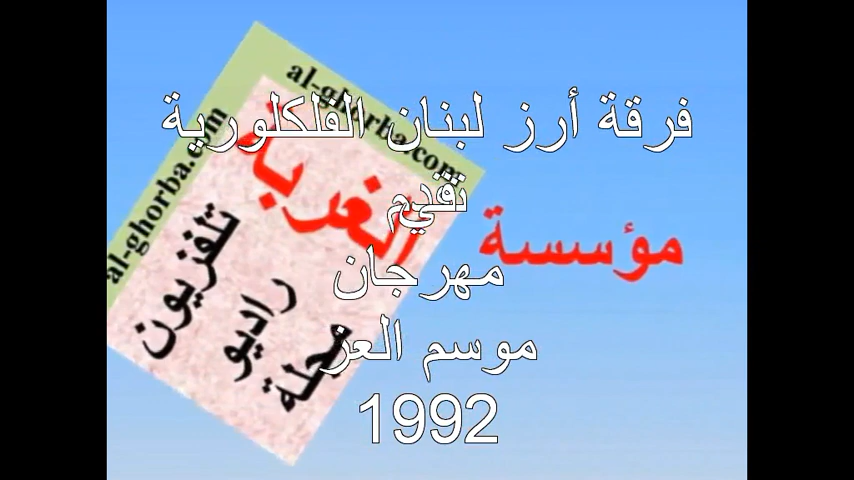 فرقة أرز لبنان الفلكلورية
تقدم
في
مهرجان
موسم العز
1992
مؤسسة
الغربة
تلفزيون
راديو
مجلة
al-ghorba.com
al-ghorba.com